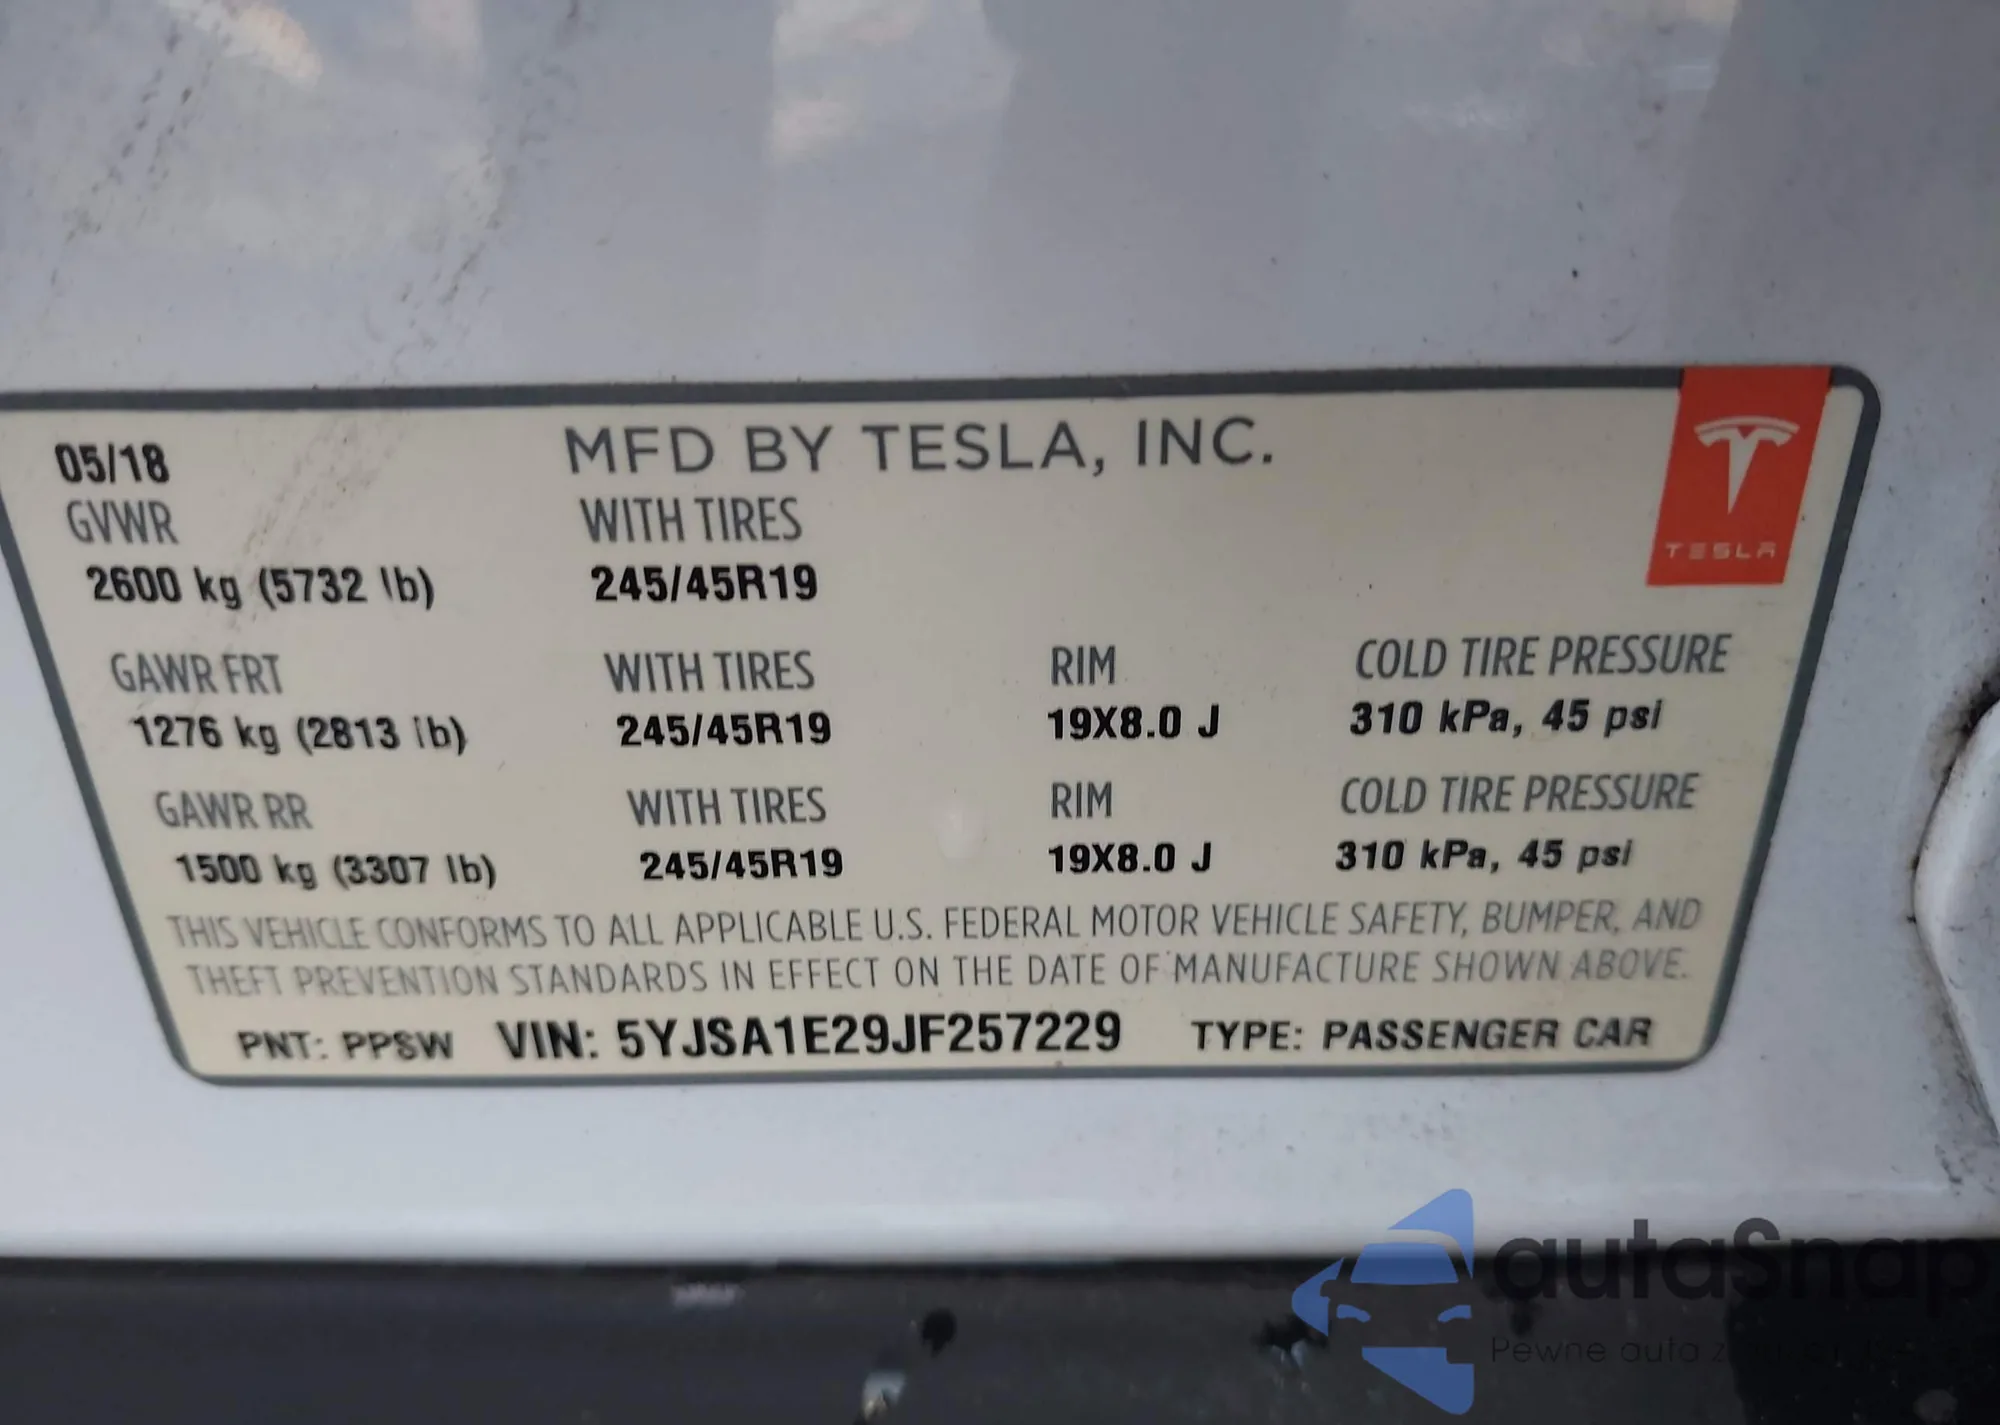 05/18 MFD BY TESLA, INC.
TESLA
GVWR WITH TIRES
2600 kg (5732 lb) 245/45R19
GAWR FRT WITH TIRES RIM COLD TIRE PRESSURE
1276 kg (2813 lb) 245/45R19 19X8.0 J 310 kPa, 45 psi
GAWR RR WITH TIRES RIM COLD TIRE PRESSURE
1500 kg (3307 lb) 245/45R19 19X8.0 J 310 kPa, 45 psi
THIS VEHICLE CONFORMS TO ALL APPLICABLE U.S. FEDERAL MOTOR VEHICLE SAFETY, BUMPER, AND
THEFT PREVENTION STANDARDS IN EFFECT ON THE DATE OF MANUFACTURE SHOWN ABOVE.
PNT: PPSW VIN: 5YJSA1E29JF257229 TYPE: PASSENGER CAR
autaSnap
Pewne auto